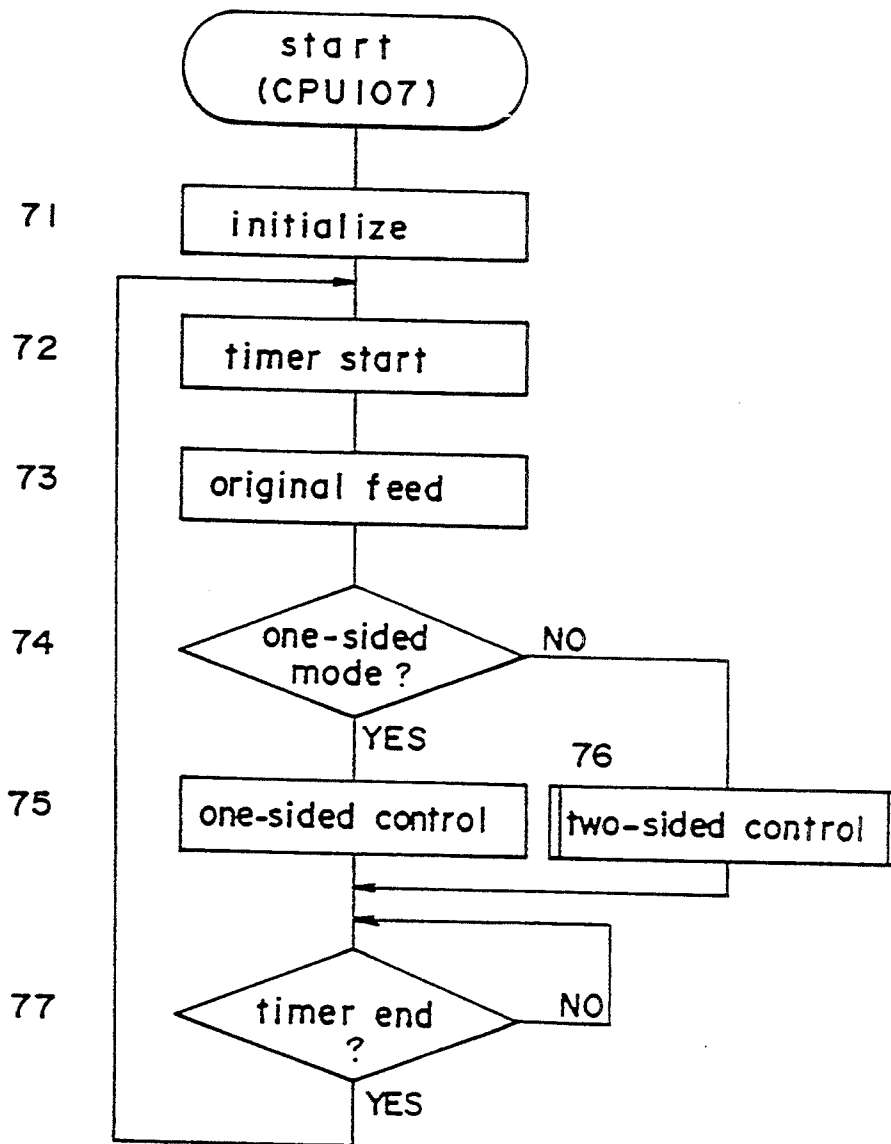 start
(CPU107)
71
initialize
72
timer start
73
original feed
74
one-sided
mode ?
NO
YES
76
75
one-sided control
two-sided control
77
timer end
?
NO
YES